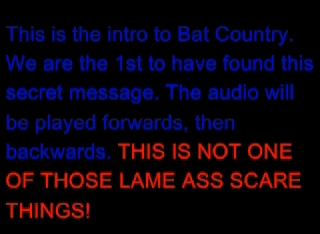 This is the intro to Bat Country.
We are the 1st to have found this
secret message. The audio will
be played forwards, then
backwards. THIS IS NOT ONE
OF THOSE LAME ASS SCARE
THINGS!